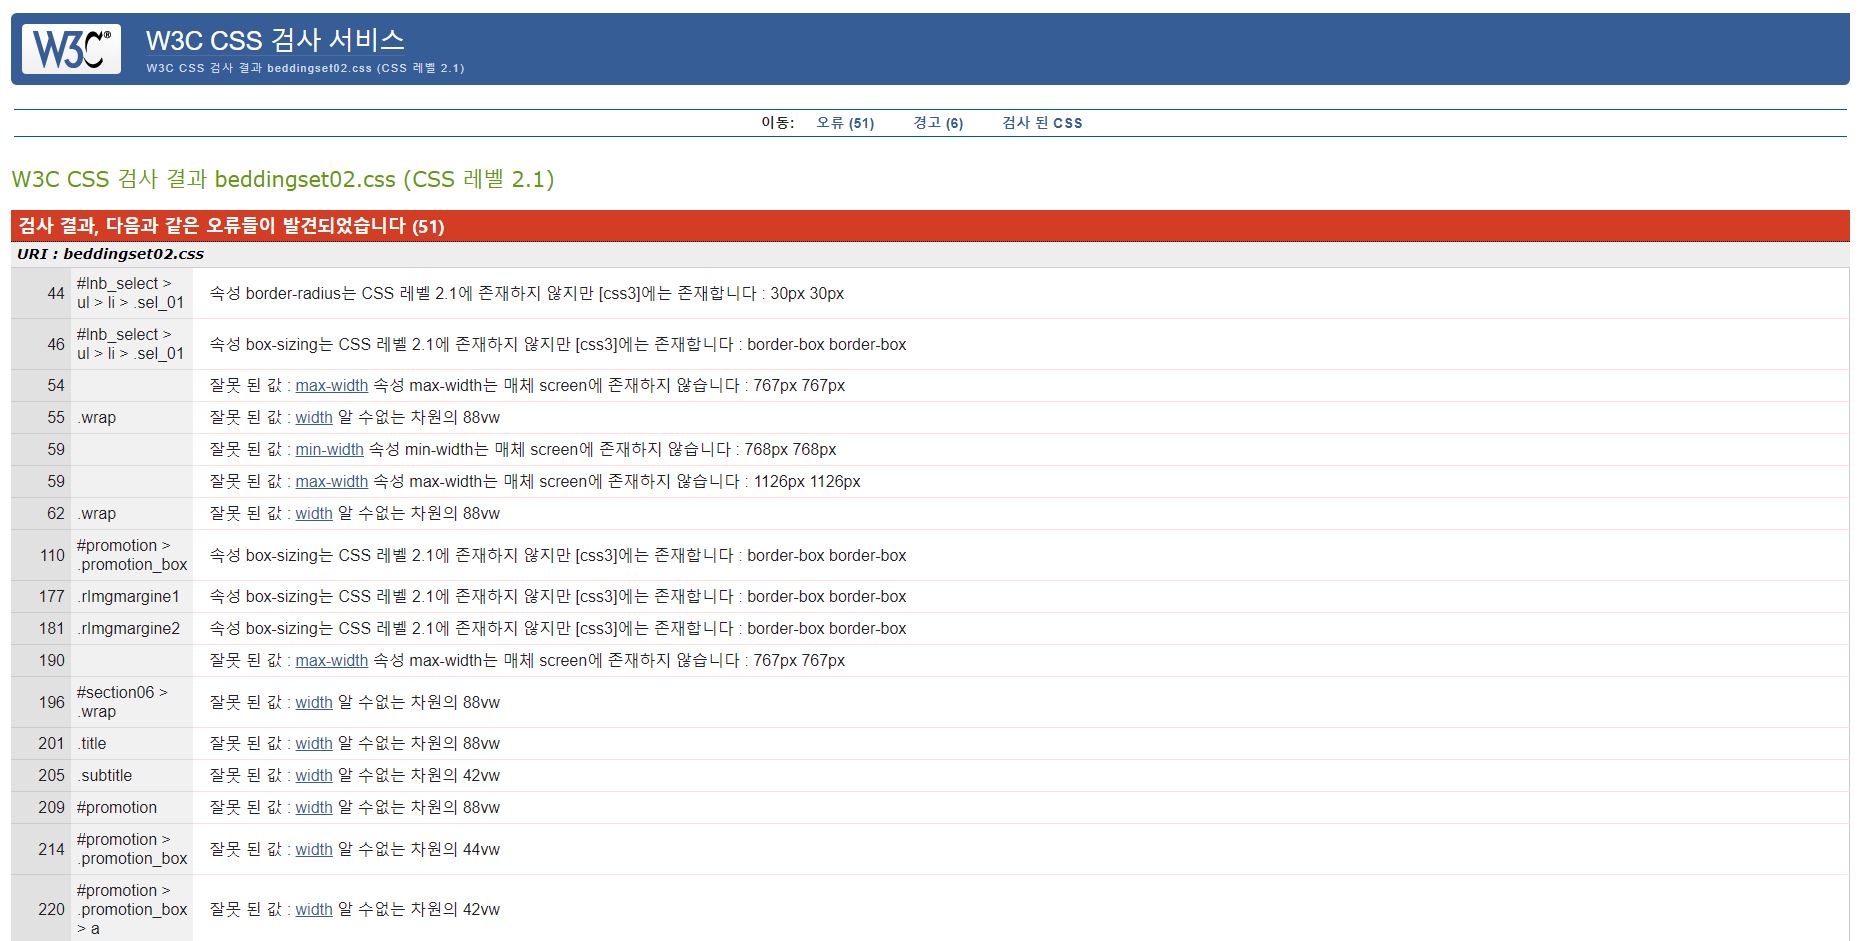 W3C®
W3C CSS 검사 서비스
W3C CSS 검사 결과 beddingset02.css (CSS 레벨 2.1)
이동: 오류 (51) 경고 (6) 검사 된 CSS
W3C CSS 검사 결과 beddingset02.css (CSS 레벨 2.1)
검사 결과, 다음과 같은 오류들이 발견되었습니다 (51)
URI : beddingset02.css
44 #lnb_select >
ul > li > .sel_01
속성 border-radius는 CSS 레벨 2.1에 존재하지 않지만 [css3]에는 존재합니다 : 30px 30px
46 #lnb_select >
ul > li > .sel_01
속성 box-sizing는 CSS 레벨 2.1에 존재하지 않지만 [css3]에는 존재합니다 : border-box border-box
54 잘못 된 값 : max-width 속성 max-width는 매체 screen에 존재하지 않습니다 : 767px 767px
55 .wrap 잘못 된 값 : width 알 수없는 차원의 88vw
59 잘못 된 값 : min-width 속성 min-width는 매체 screen에 존재하지 않습니다 : 768px 768px
59 잘못 된 값 : max-width 속성 max-width는 매체 screen에 존재하지 않습니다 : 1126px 1126px
62 .wrap 잘못 된 값 : width 알 수없는 차원의 88vw
110 #promotion >
.promotion_box
속성 box-sizing는 CSS 레벨 2.1에 존재하지 않지만 [css3]에는 존재합니다 : border-box border-box
177 .rImgmargine1 속성 box-sizing는 CSS 레벨 2.1에 존재하지 않지만 [css3]에는 존재합니다 : border-box border-box
181 .rImgmargine2 속성 box-sizing는 CSS 레벨 2.1에 존재하지 않지만 [css3]에는 존재합니다 : border-box border-box
190 잘못 된 값 : max-width 속성 max-width는 매체 screen에 존재하지 않습니다 : 767px 767px
196 #section06 >
.wrap
잘못 된 값 : width 알 수없는 차원의 88vw
201 .title 잘못 된 값 : width 알 수없는 차원의 88vw
205 .subtitle 잘못 된 값 : width 알 수없는 차원의 42vw
209 #promotion 잘못 된 값 : width 알 수없는 차원의 88vw
214 #promotion >
.promotion_box
잘못 된 값 : width 알 수없는 차원의 44vw
220 #promotion >
.promotion_box
> a
잘못 된 값 : width 알 수없는 차원의 42vw